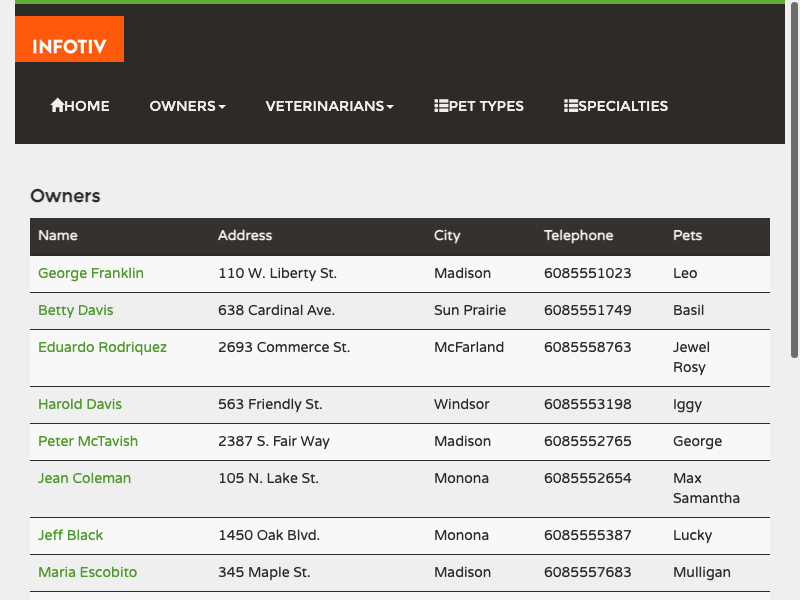 INFOTIV
HOME OWNERS VETERINARIANS PET TYPES SPECIALTIES
Owners
Name Address City Telephone Pets
George Franklin 110 W. Liberty St. Madison 6085551023 Leo
Betty Davis 638 Cardinal Ave. Sun Prairie 6085551749 Basil
Eduardo Rodriquez 2693 Commerce St. McFarland 6085558763 Jewel
Rosy
Harold Davis 563 Friendly St. Windsor 6085553198 Iggy
Peter McTavish 2387 S. Fair Way Madison 6085552765 George
Jean Coleman 105 N. Lake St. Monona 6085552654 Max
Samantha
Jeff Black 1450 Oak Blvd. Monona 6085555387 Lucky
Maria Escobito 345 Maple St. Madison 6085557683 Mulligan